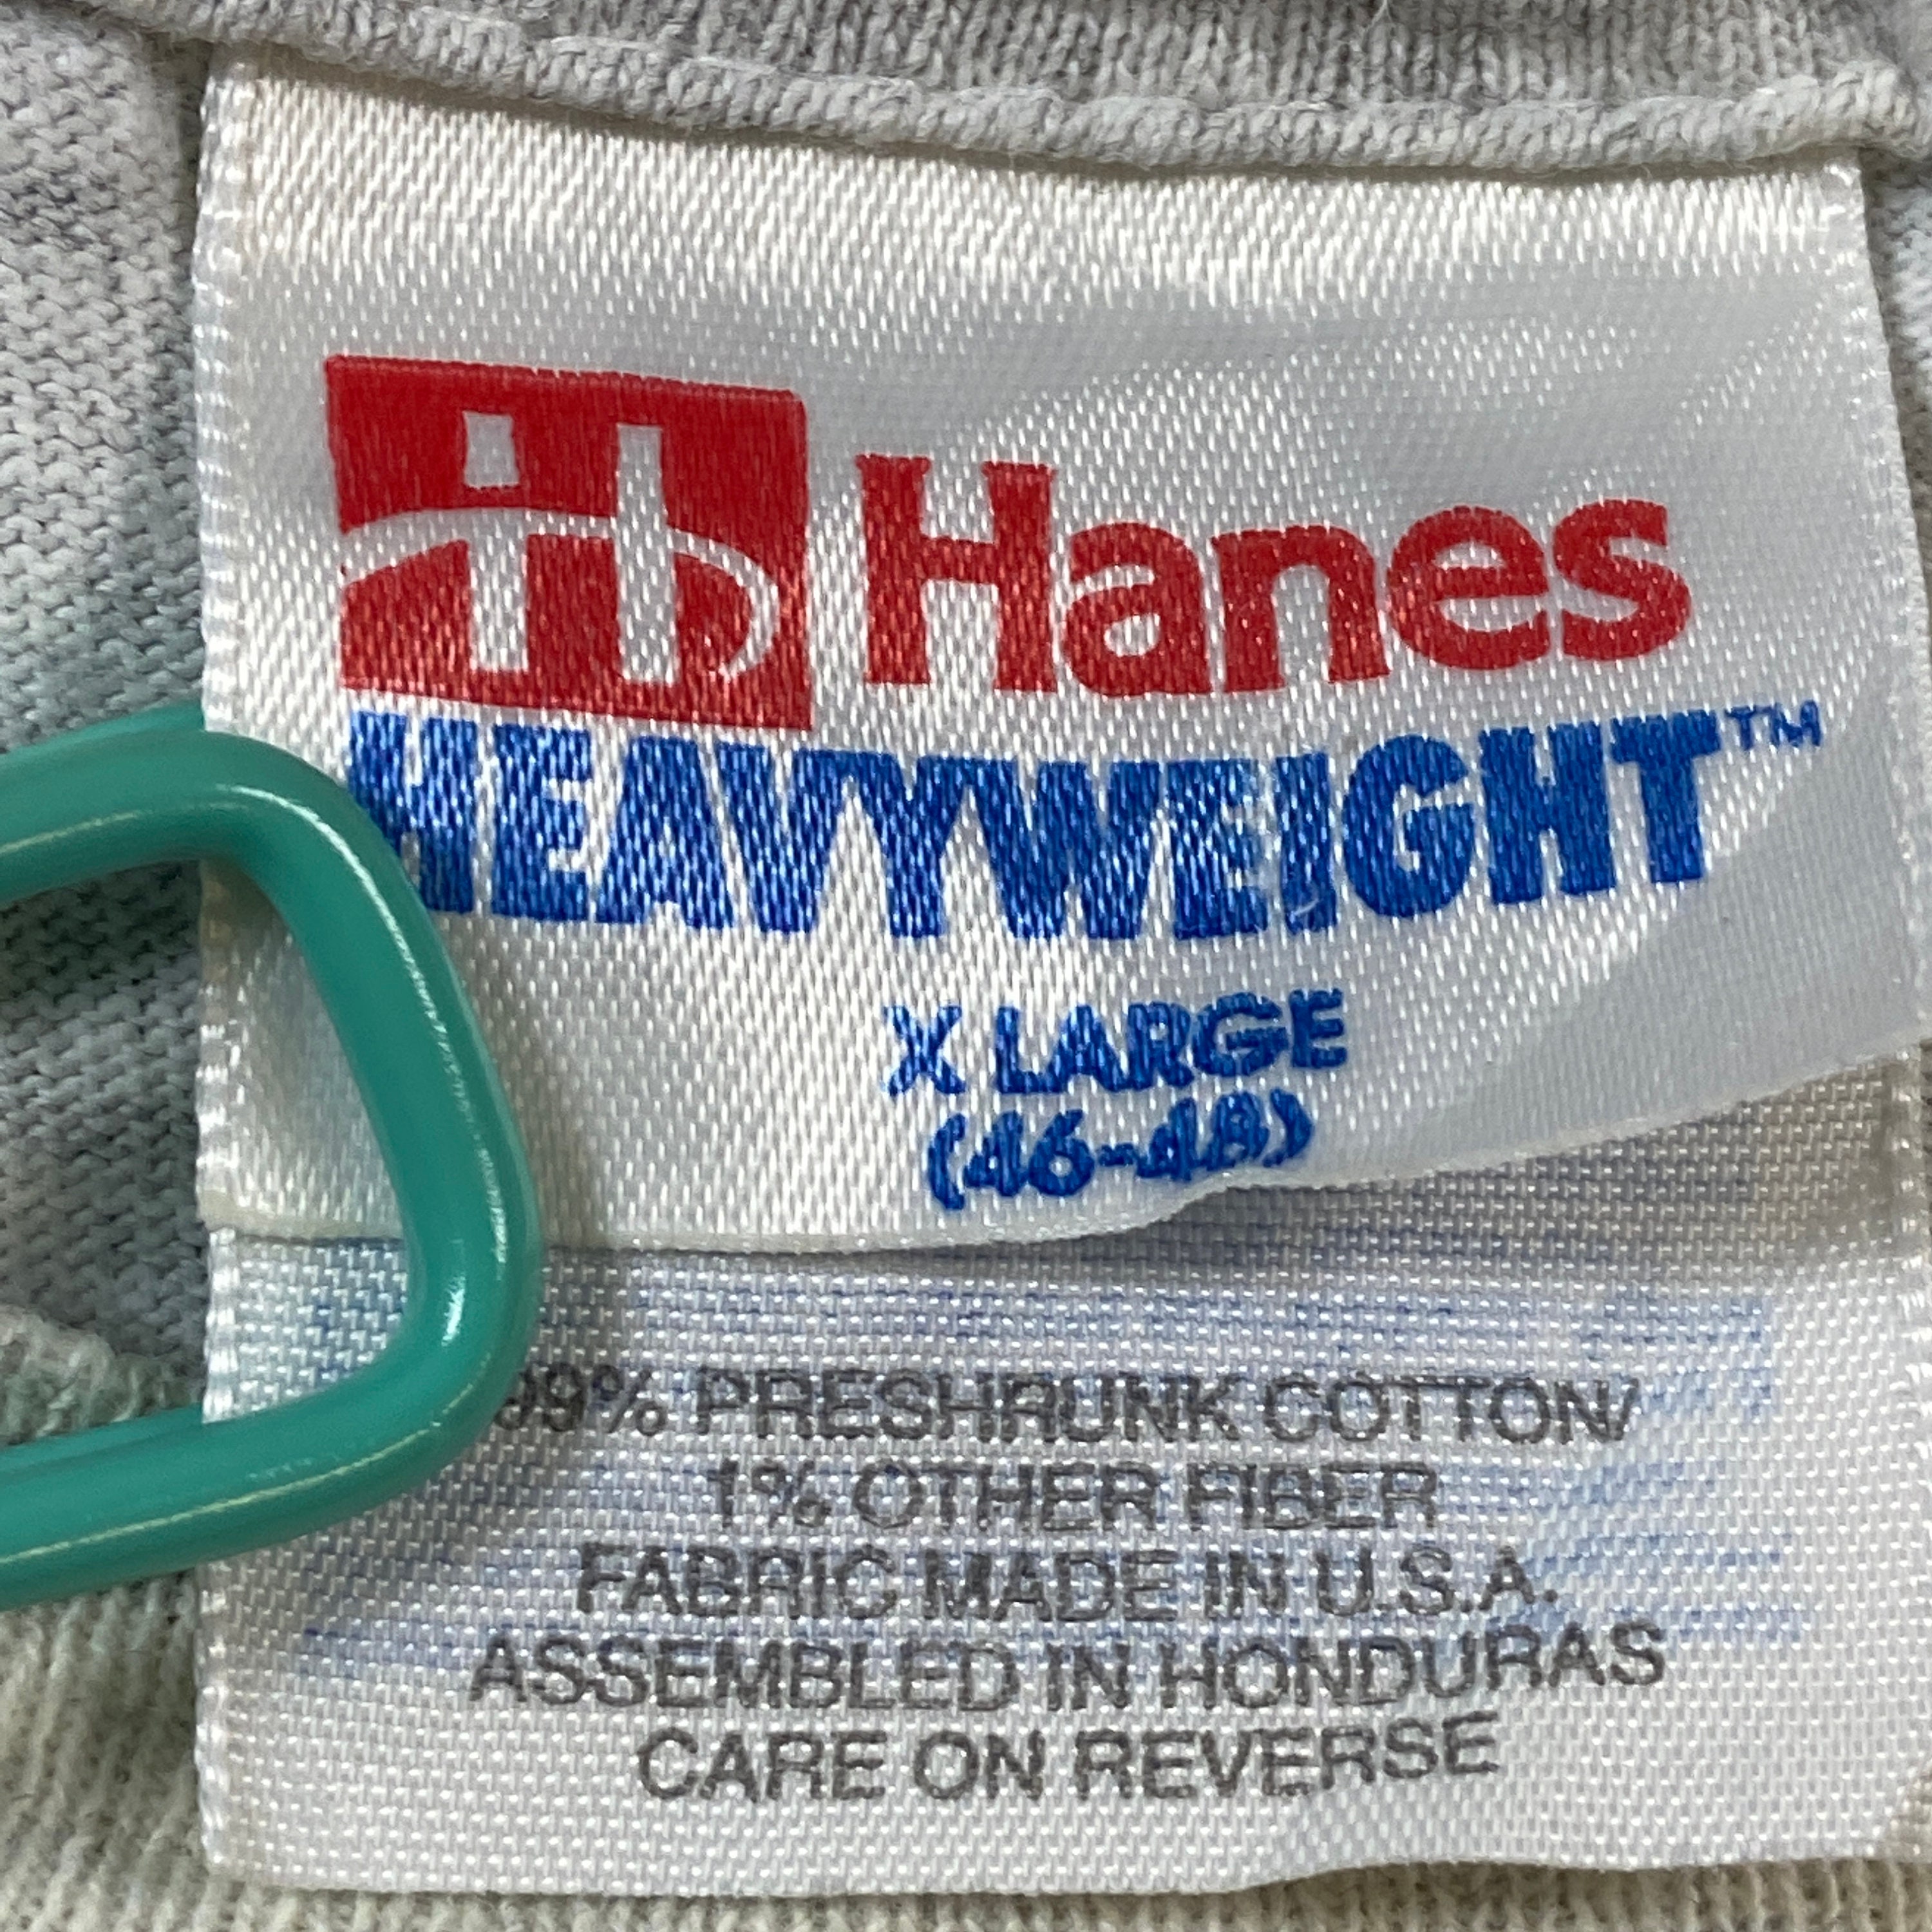 Hanes
HEAVYWEIGHT™
X LARGE
(46-48)
99% PRESHRUNK COTTON/
1% OTHER FIBER
FABRIC MADE IN U.S.A.
ASSEMBLED IN HONDURAS
CARE ON REVERSE